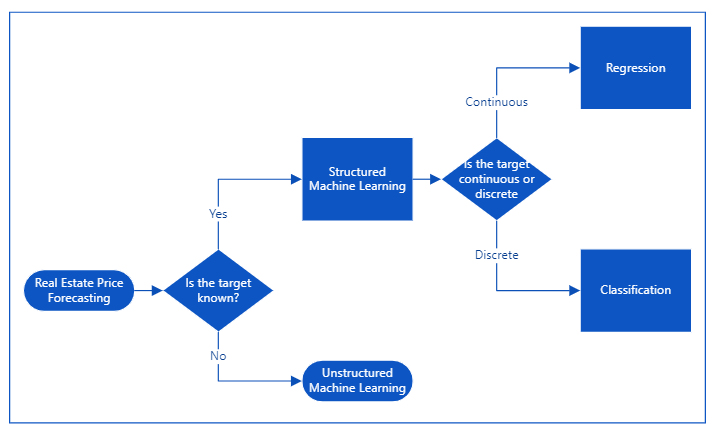 Real Estate Price
Forecasting
Is the target
known?
Yes
No
Structured
Machine Learning
Unstructured
Machine Learning
Is the target
continuous or
discrete
Continuous
Discrete
Regression
Classification